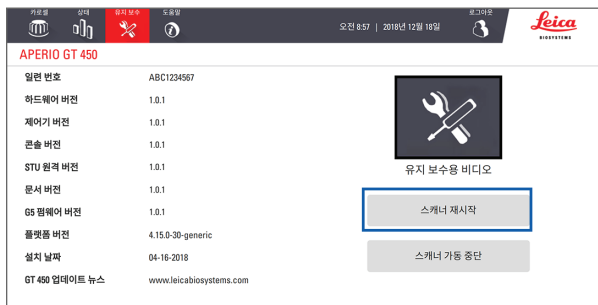 카로셀 상태 유지 보수 도움말 로그아웃
오전 8:57 | 2018년 12월 18일
Leica
BIOSYSTEMS
APERIO GT 450
일련 번호 ABC1234567
하드웨어 버전 1.0.1
제어기 버전 1.0.1
콘솔 버전 1.0.1
STU 원격 버전 1.0.1
문서 버전 1.0.1
G5 펌웨어 버전 1.0.1
플랫폼 버전 4.15.0-30-generic
설치 날짜 04-16-2018
GT 450 업데이트 뉴스 www.leicabiosystems.com
유지 보수용 비디오
스캐너 재시작
스캐너 가동 중단